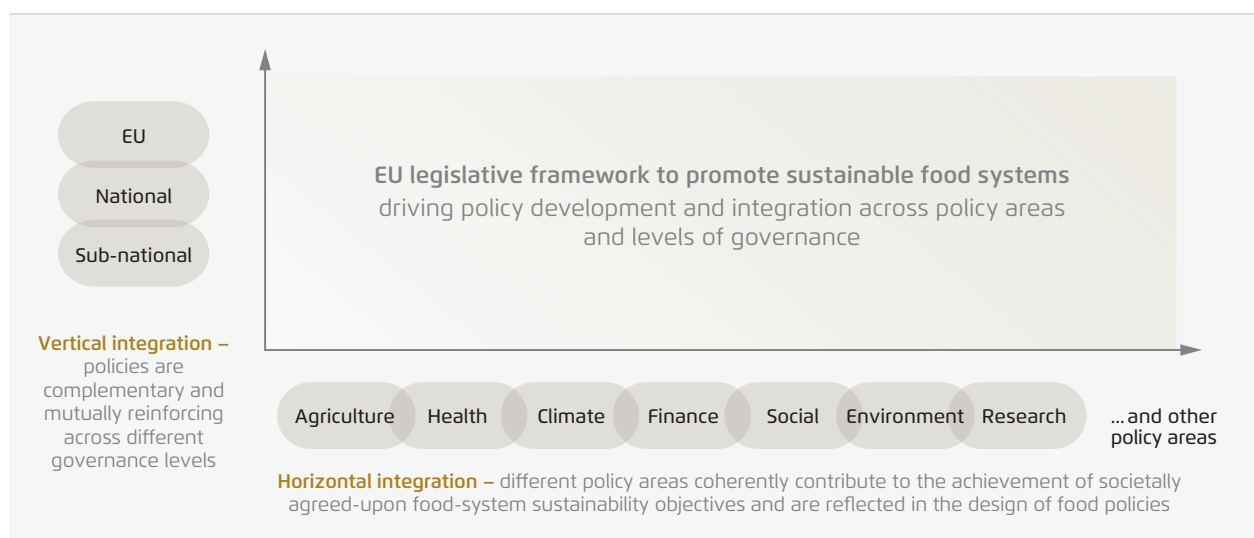 EU
National
Sub-national
Vertical integration –
policies are
complementary and
mutually reinforcing
across different
governance levels
EU legislative framework to promote sustainable food systems
driving policy development and integration across policy areas
and levels of governance
Agriculture Health Climate Finance Social Environment Research
... and other
policy areas
Horizontal integration – different policy areas coherently contribute to the achievement of societally
agreed-upon food-system sustainability objectives and are reflected in the design of food policies